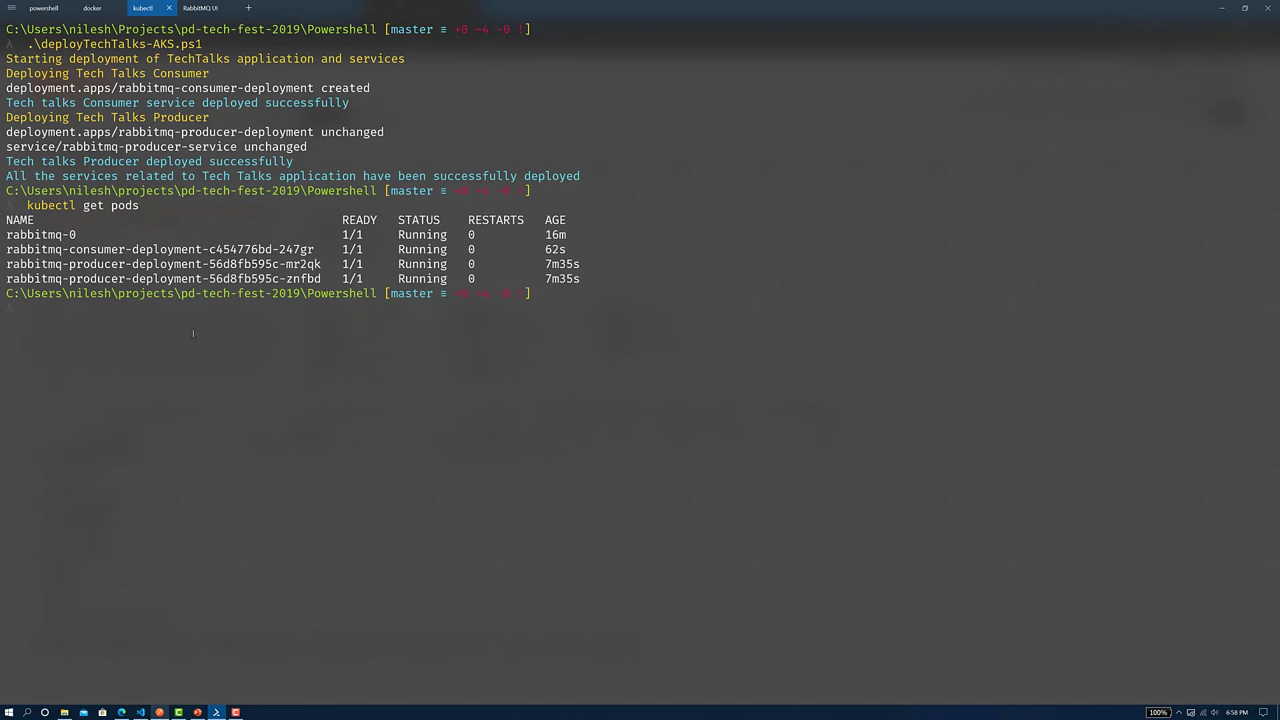 powershell docker kubectl RabbitMQ UI
C:\Users\nilesh\Projects\pd-tech-fest-2019\Powershell [master ≡ +0 ~4 -0 !]
λ .\deployTechTalks-AKS.ps1
Starting deployment of TechTalks application and services
Deploying Tech Talks Consumer
deployment.apps/rabbitmq-consumer-deployment created
Tech talks Consumer service deployed successfully
Deploying Tech Talks Producer
deployment.apps/rabbitmq-producer-deployment unchanged
service/rabbitmq-producer-service unchanged
Tech talks Producer deployed successfully
All the services related to Tech Talks application have been successfully deployed
C:\Users\nilesh\projects\pd-tech-fest-2019\Powershell [master ≡ +0 ~4 -0 !]
λ kubectl get pods
NAME READY STATUS RESTARTS AGE
rabbitmq-0 1/1 Running 0 16m
rabbitmq-consumer-deployment-c454776bd-247gr 1/1 Running 0 62s
rabbitmq-producer-deployment-56d8fb595c-mr2qk 1/1 Running 0 7m35s
rabbitmq-producer-deployment-56d8fb595c-znfbd 1/1 Running 0 7m35s
C:\Users\nilesh\projects\pd-tech-fest-2019\Powershell [master ≡ +0 ~4 -0 !]
λ
100% 6:58 PM